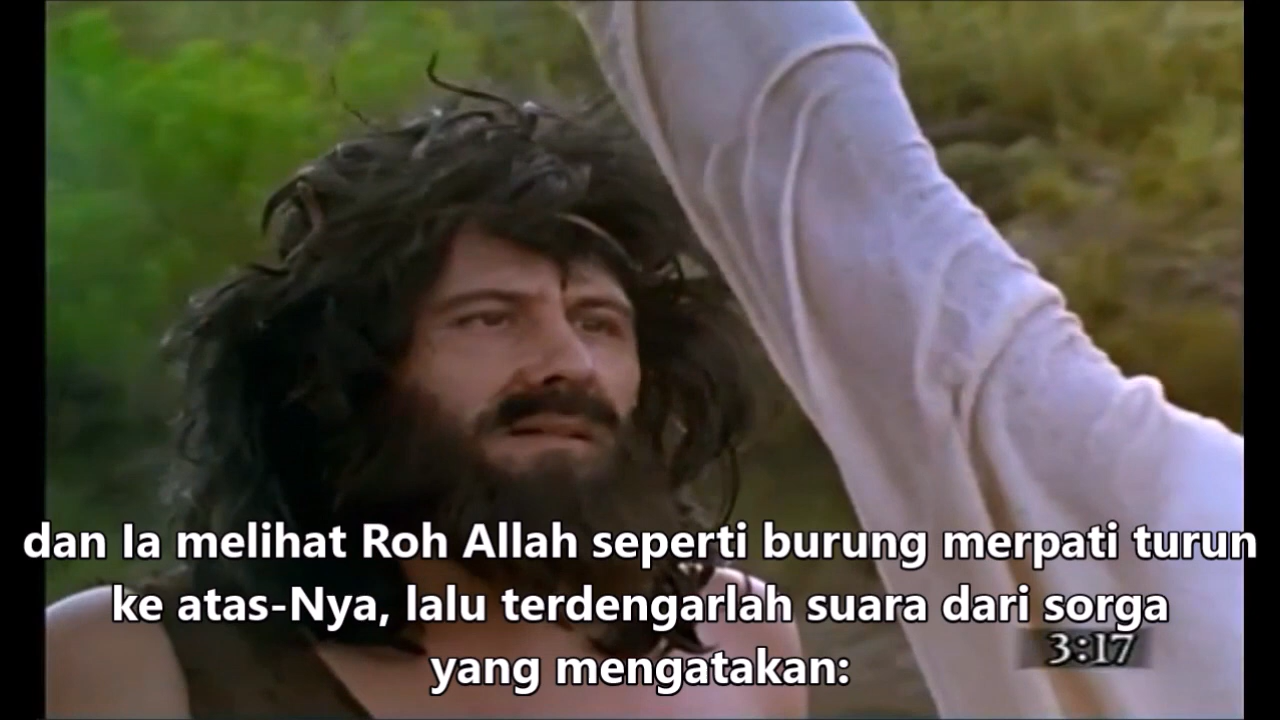 dan Ia melihat Roh Allah seperti burung merpati turun
ke atas-Nya, lalu terdengarlah suara dari sorga
yang mengatakan:
3:17